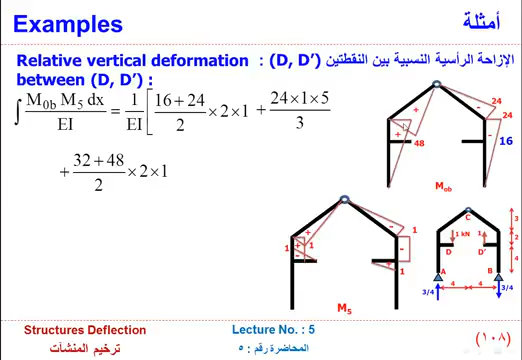 Examples
أمثلة
Relative vertical deformation : (D, D′) الإزاحة الرأسية النسبية بين النقطتين
between (D, D′) :
∫ M0b M5 dx / EI = 1/EI [ (16+24)/2 ×2×1 + (24×1×5)/3
+ (32+48)/2 ×2×1
24
24
-
-
+
+
48
16
Mob
1
1
1
1
+
+
-
-
-
+
M5
C
1 kN
1
D
D′
A
B
3
2
4
4
4
3/4
3/4
Structures Deflection
ترخيم المنشآت
Lecture No. : 5
المحاضرة رقم : ٥
(١٠٨)